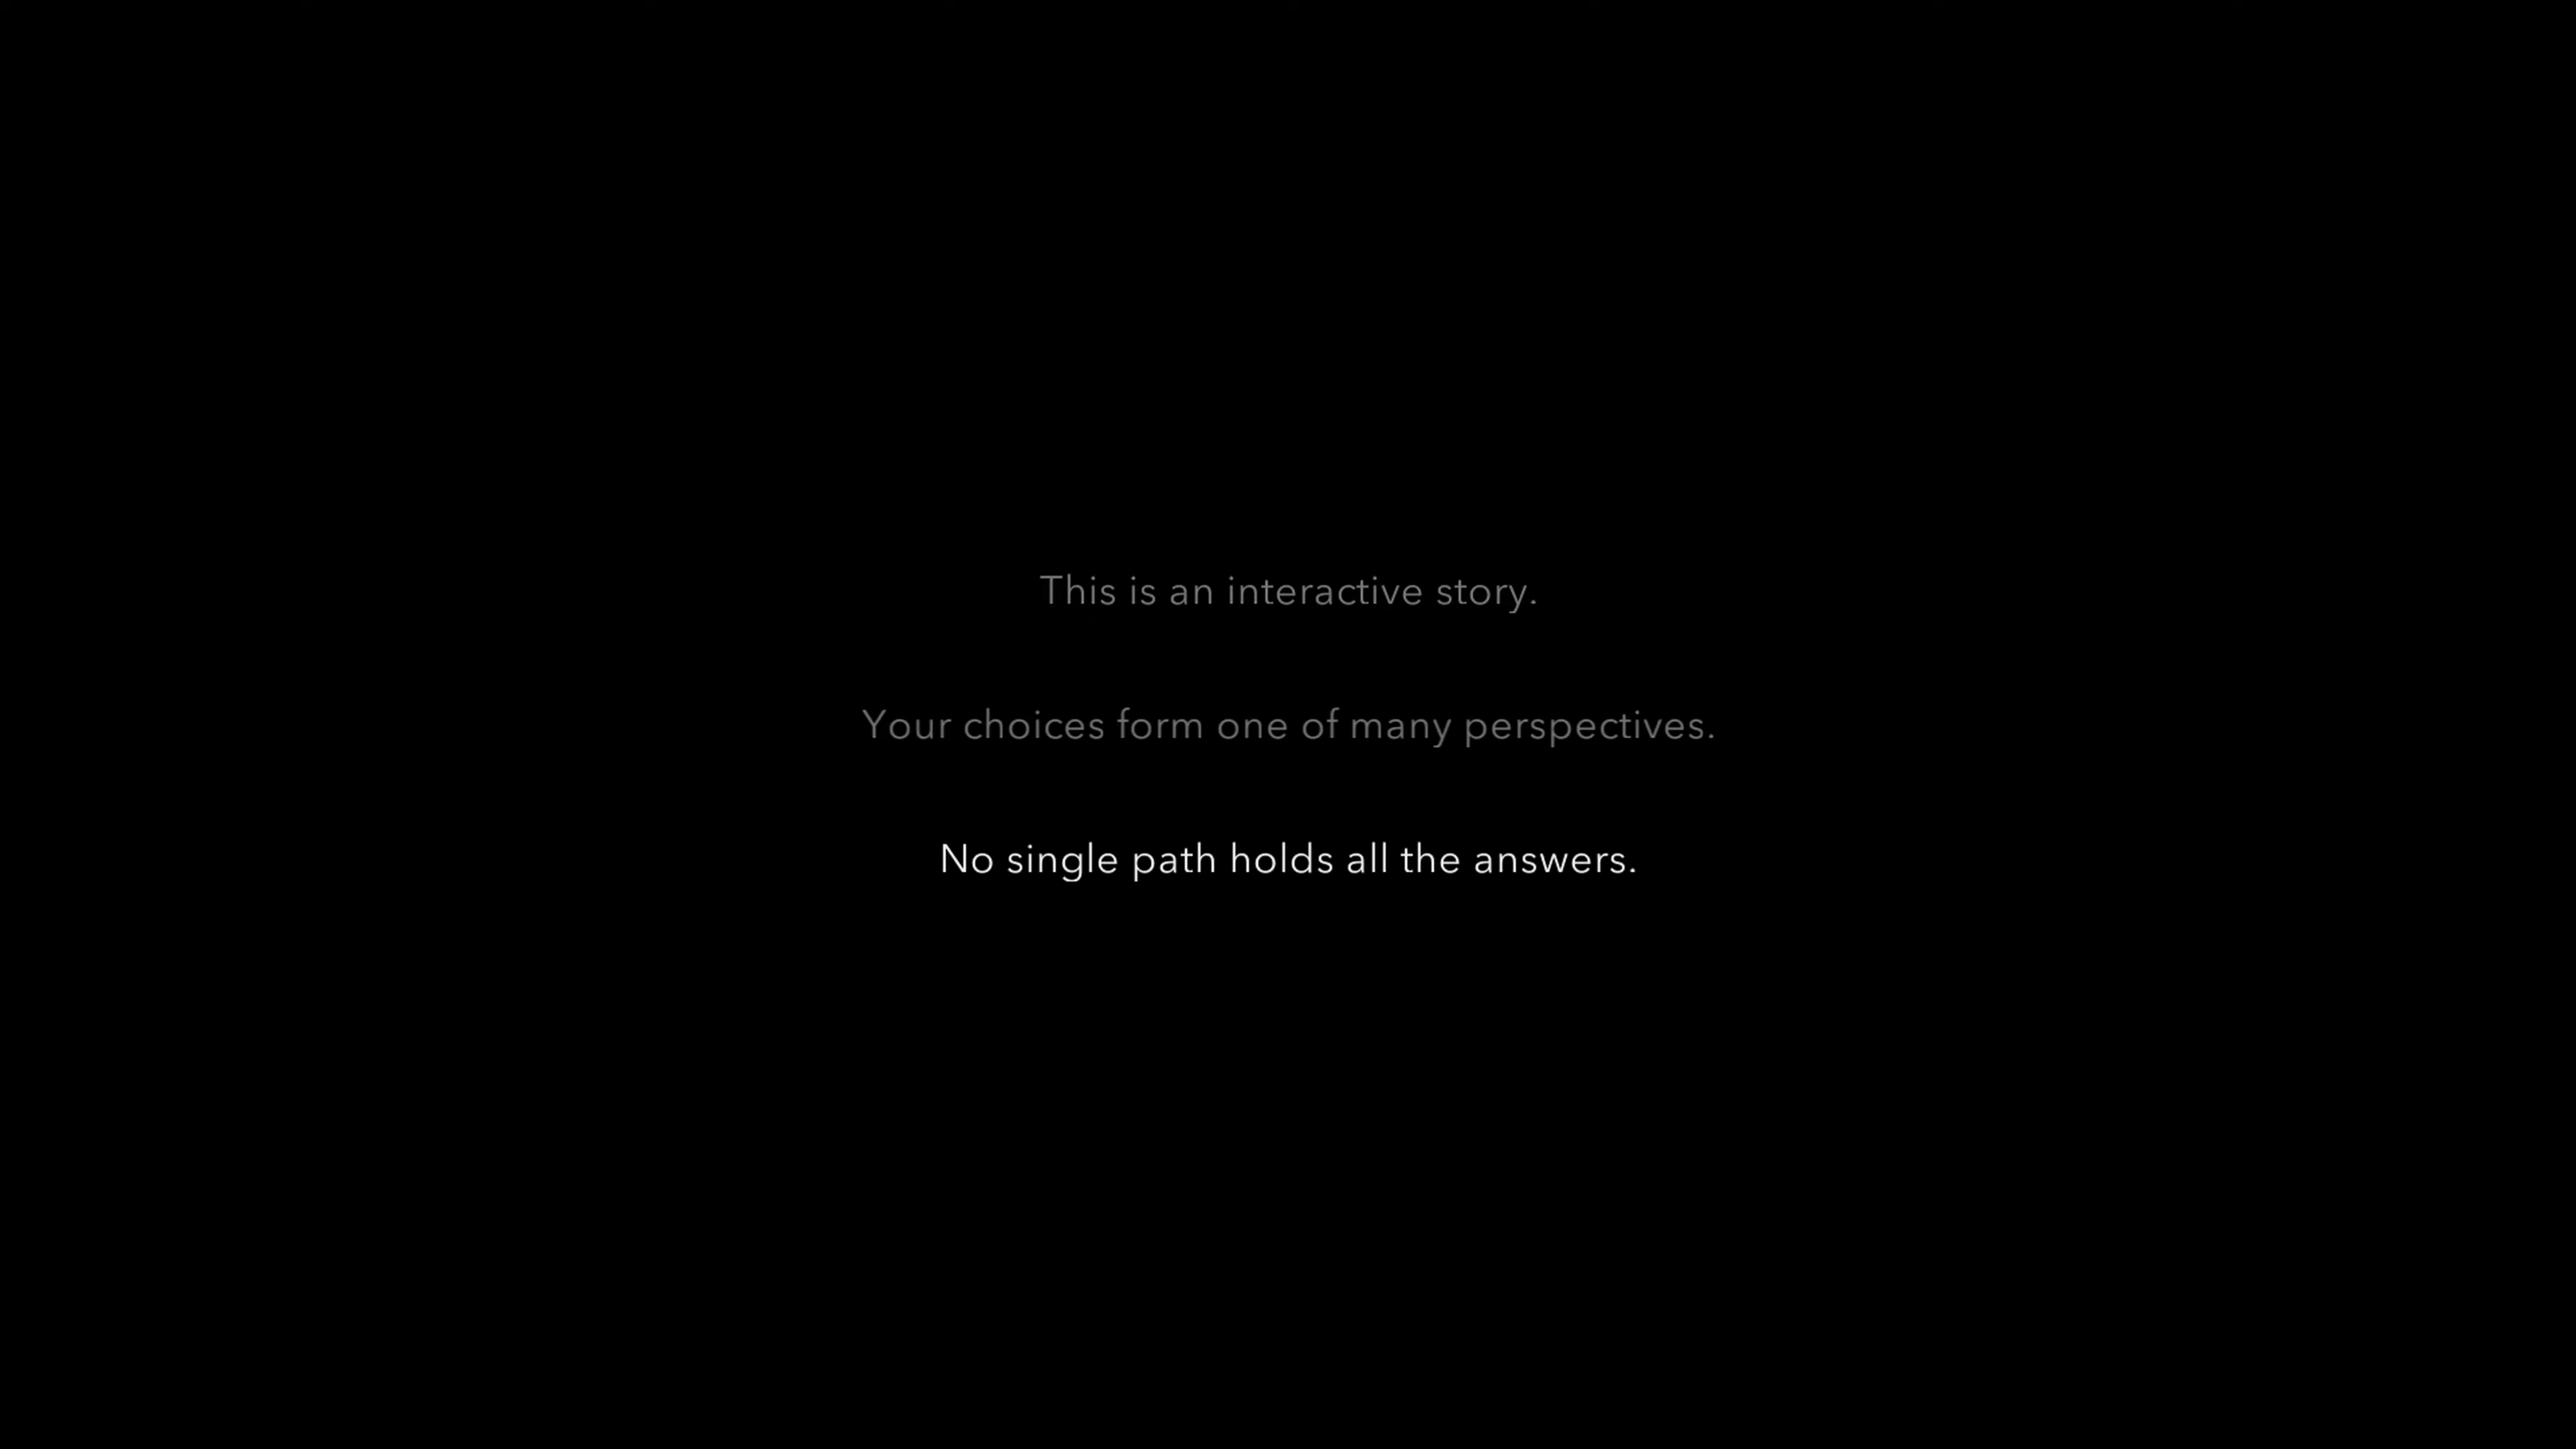 This is an interactive story.
Your choices form one of many perspectives.
No single path holds all the answers.